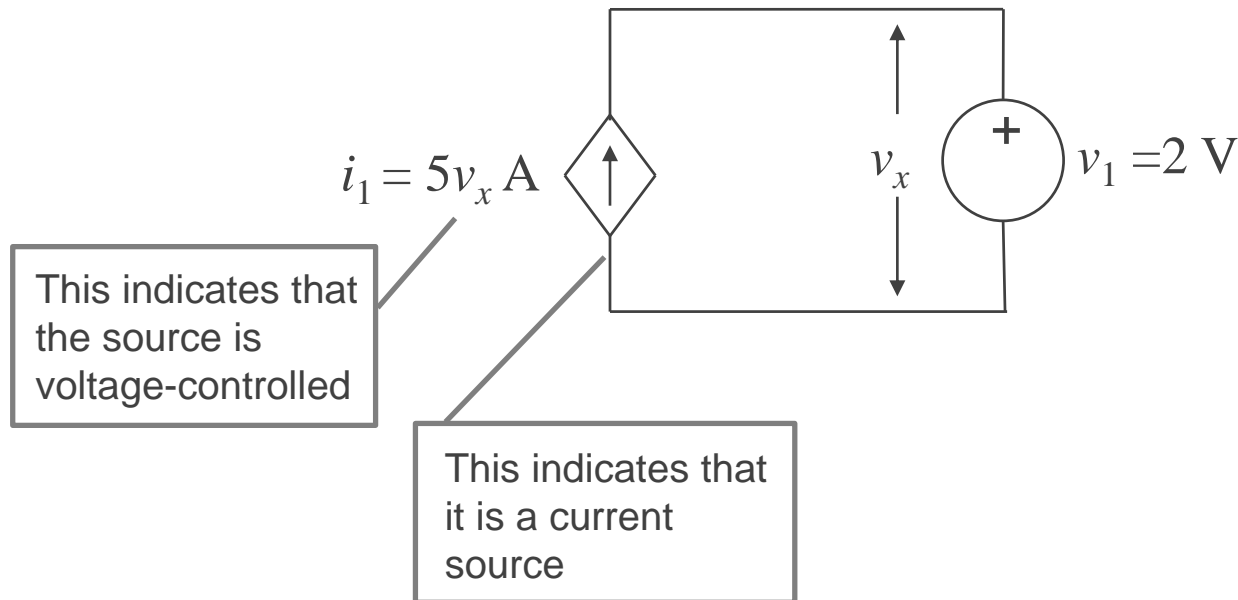 i₁ = 5vₓ A
vₓ
+
v₁ =2 V
This indicates that
the source is
voltage-controlled
This indicates that
it is a current
source